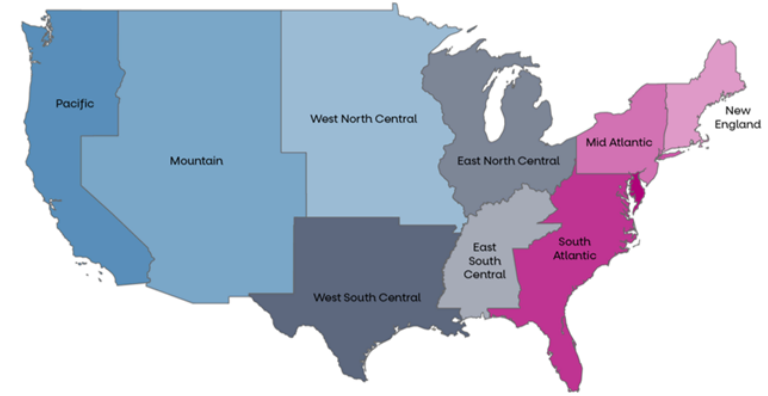 Pacific
Mountain
West North Central
East North Central
Mid Atlantic
New
England
West South Central
East
South
Central
South
Atlantic